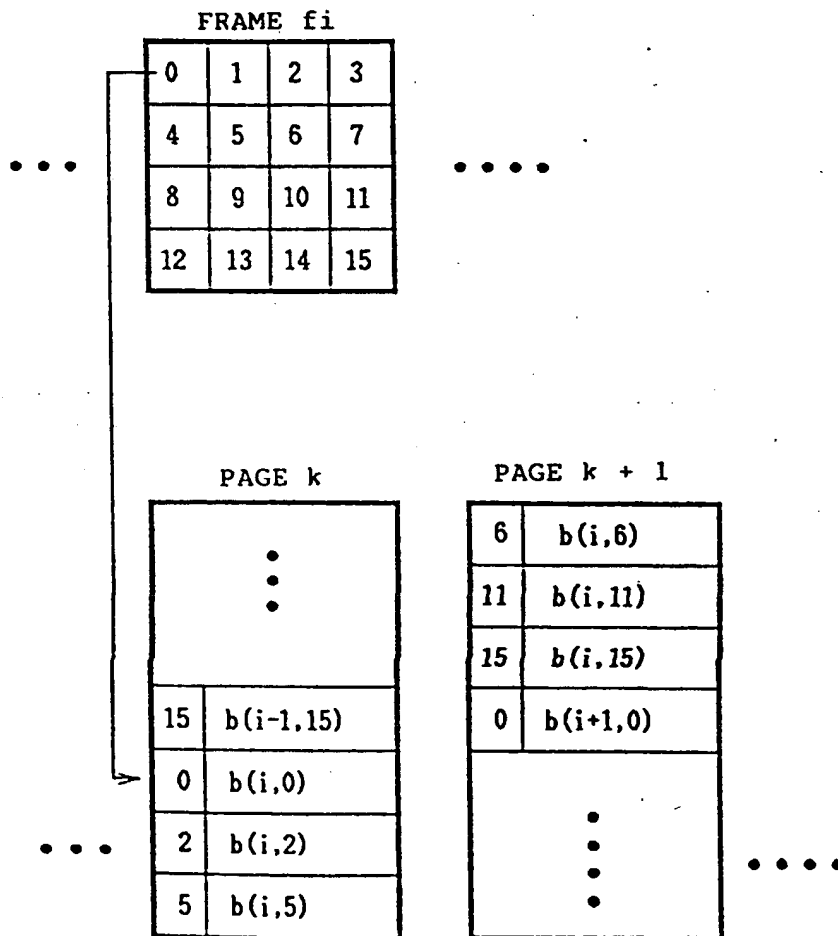 FRAME fi
0 1 2 3
4 5 6 7
8 9 10 11
12 13 14 15
PAGE k
15 b(i-1,15)
0 b(i,0)
2 b(i,2)
5 b(i,5)
PAGE k + 1
6 b(i,6)
11 b(i,11)
15 b(i,15)
0 b(i+1,0)